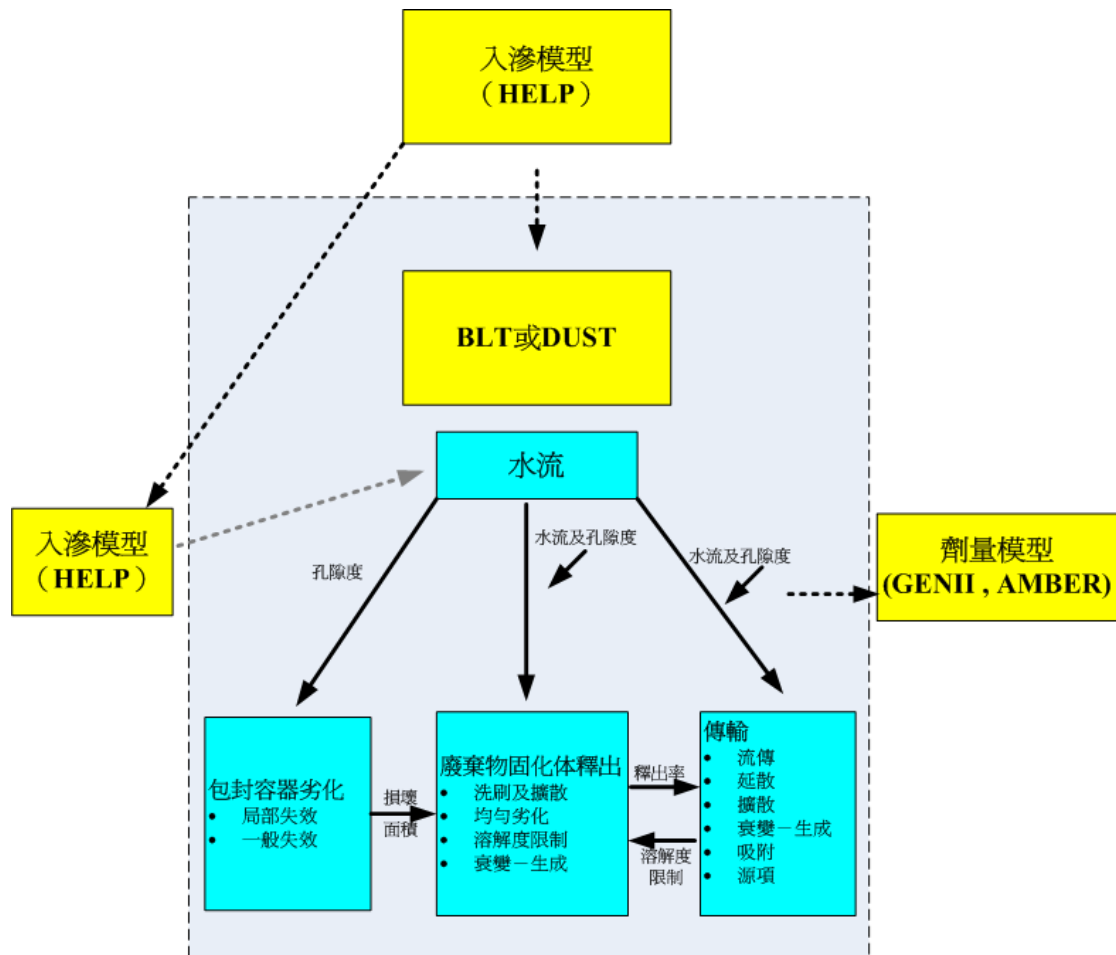 入滲模型
（HELP）
BLT或DUST
水流
入滲模型
（HELP）
孔隙度
水流及孔隙度
水流及孔隙度
劑量模型
(GENII , AMBER)
包封容器劣化
• 局部失效
• 一般失效
損壞
面積
廢棄物固化体釋出
• 洗刷及擴散
• 均勻劣化
• 溶解度限制
• 衰變－生成
釋出率
溶解度
限制
傳輸
• 流傳
• 延散
• 擴散
• 衰變－生成
• 吸附
• 源項